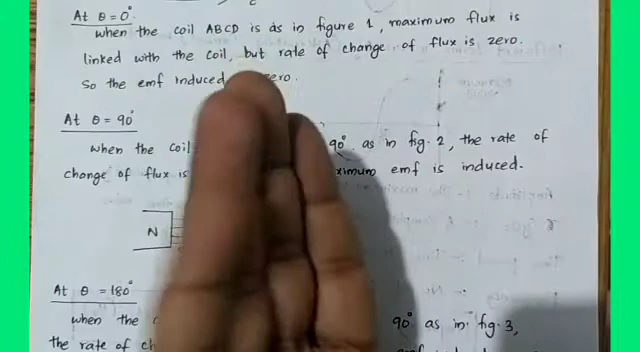 At θ = 0°.
when the coil ABCD is as in figure 1, maximum flux is
linked with the coil, but rate of change of flux is zero.
So the emf induced zero.
At θ = 90°
when the coil 90° as in fig. 2, the rate of
change of flux is emf is induced.
N
At θ = 180°
when the 90° as in fig. 3,
the rate of